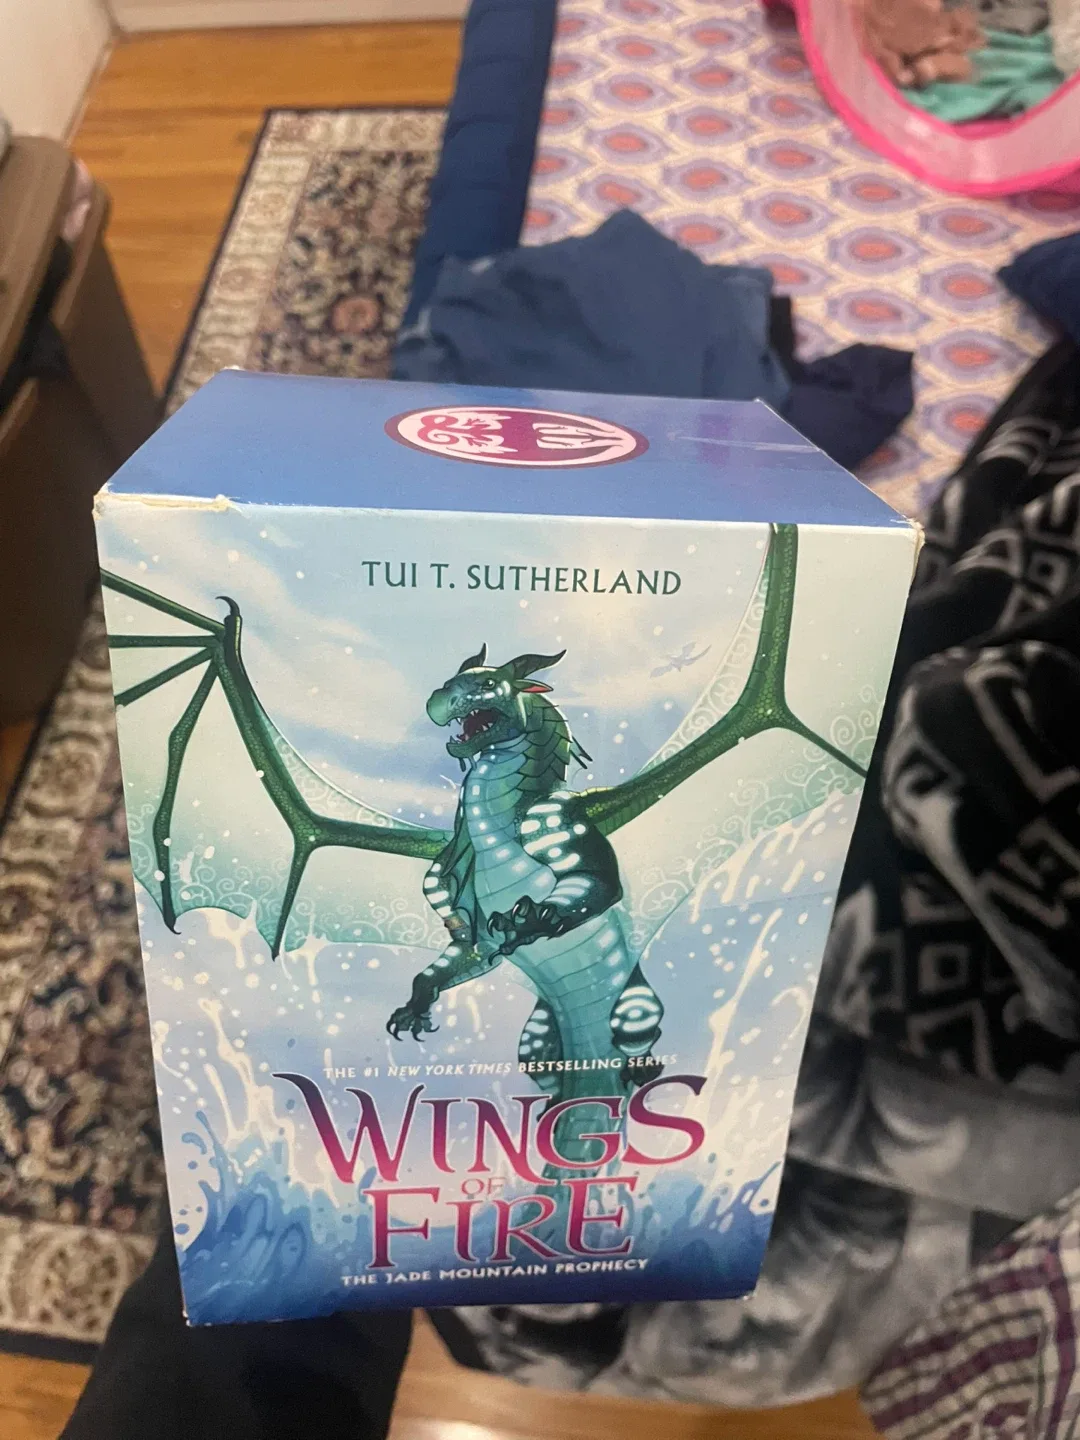 TUI T. SUTHERLAND
THE #1 NEW YORK TIMES BESTSELLING SERIES
WINGS
OF
FIRE
THE JADE MOUNTAIN PROPHECY